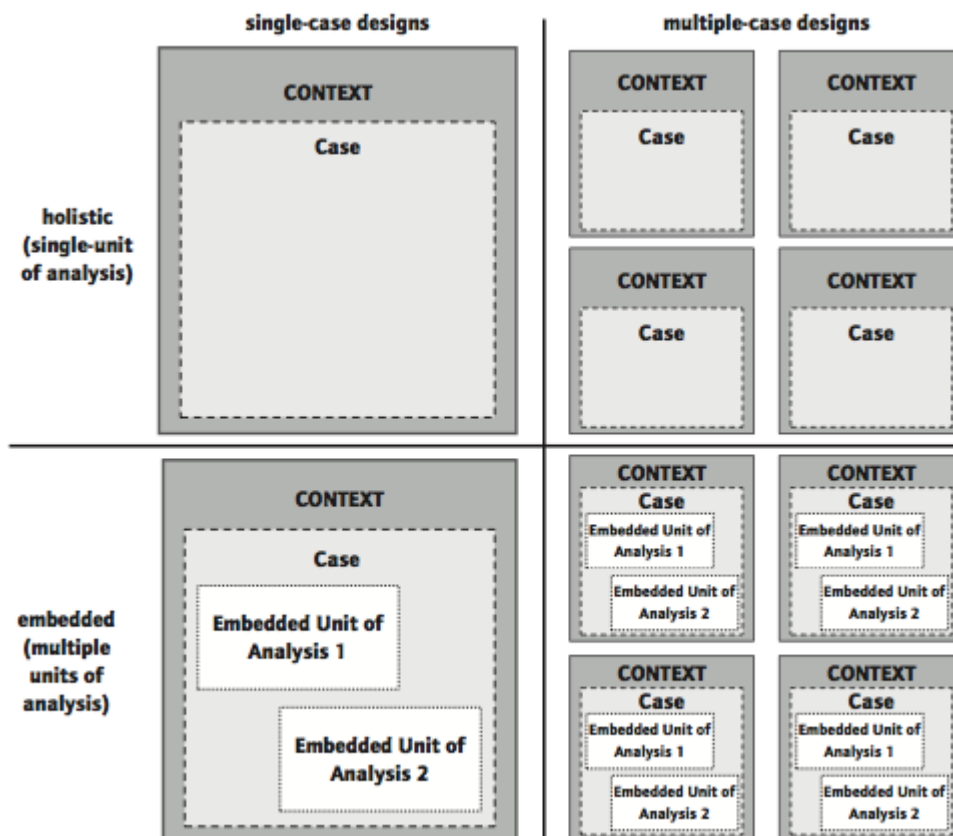 single-case designs
multiple-case designs
holistic
(single-unit
of analysis)
CONTEXT
Case
CONTEXT
Case
CONTEXT
Case
CONTEXT
Case
CONTEXT
Case
embedded
(multiple
units of
analysis)
CONTEXT
Case
Embedded Unit of
Analysis 1
Embedded Unit of
Analysis 2
CONTEXT
Case
Embedded Unit of
Analysis 1
Embedded Unit of
Analysis 2
CONTEXT
Case
Embedded Unit of
Analysis 1
Embedded Unit of
Analysis 2
CONTEXT
Case
Embedded Unit of
Analysis 1
Embedded Unit of
Analysis 2
CONTEXT
Case
Embedded Unit of
Analysis 1
Embedded Unit of
Analysis 2